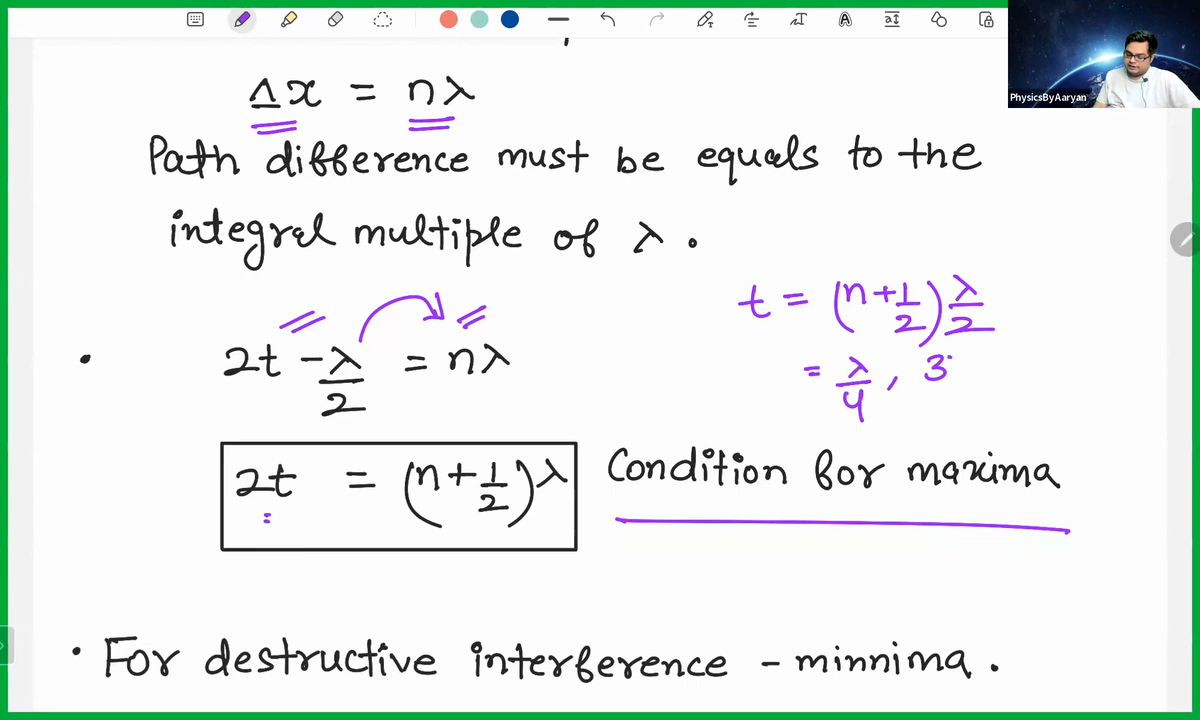 PhysicsByAaryan
Δx = nλ
Path difference must be equals to the
integral multiple of λ.
t = (n+1/2)λ/2
= λ/4, 3
2t - λ/2 = nλ
2t = (n+1/2)λ Condition for maxima
• For destructive interference - minnima.